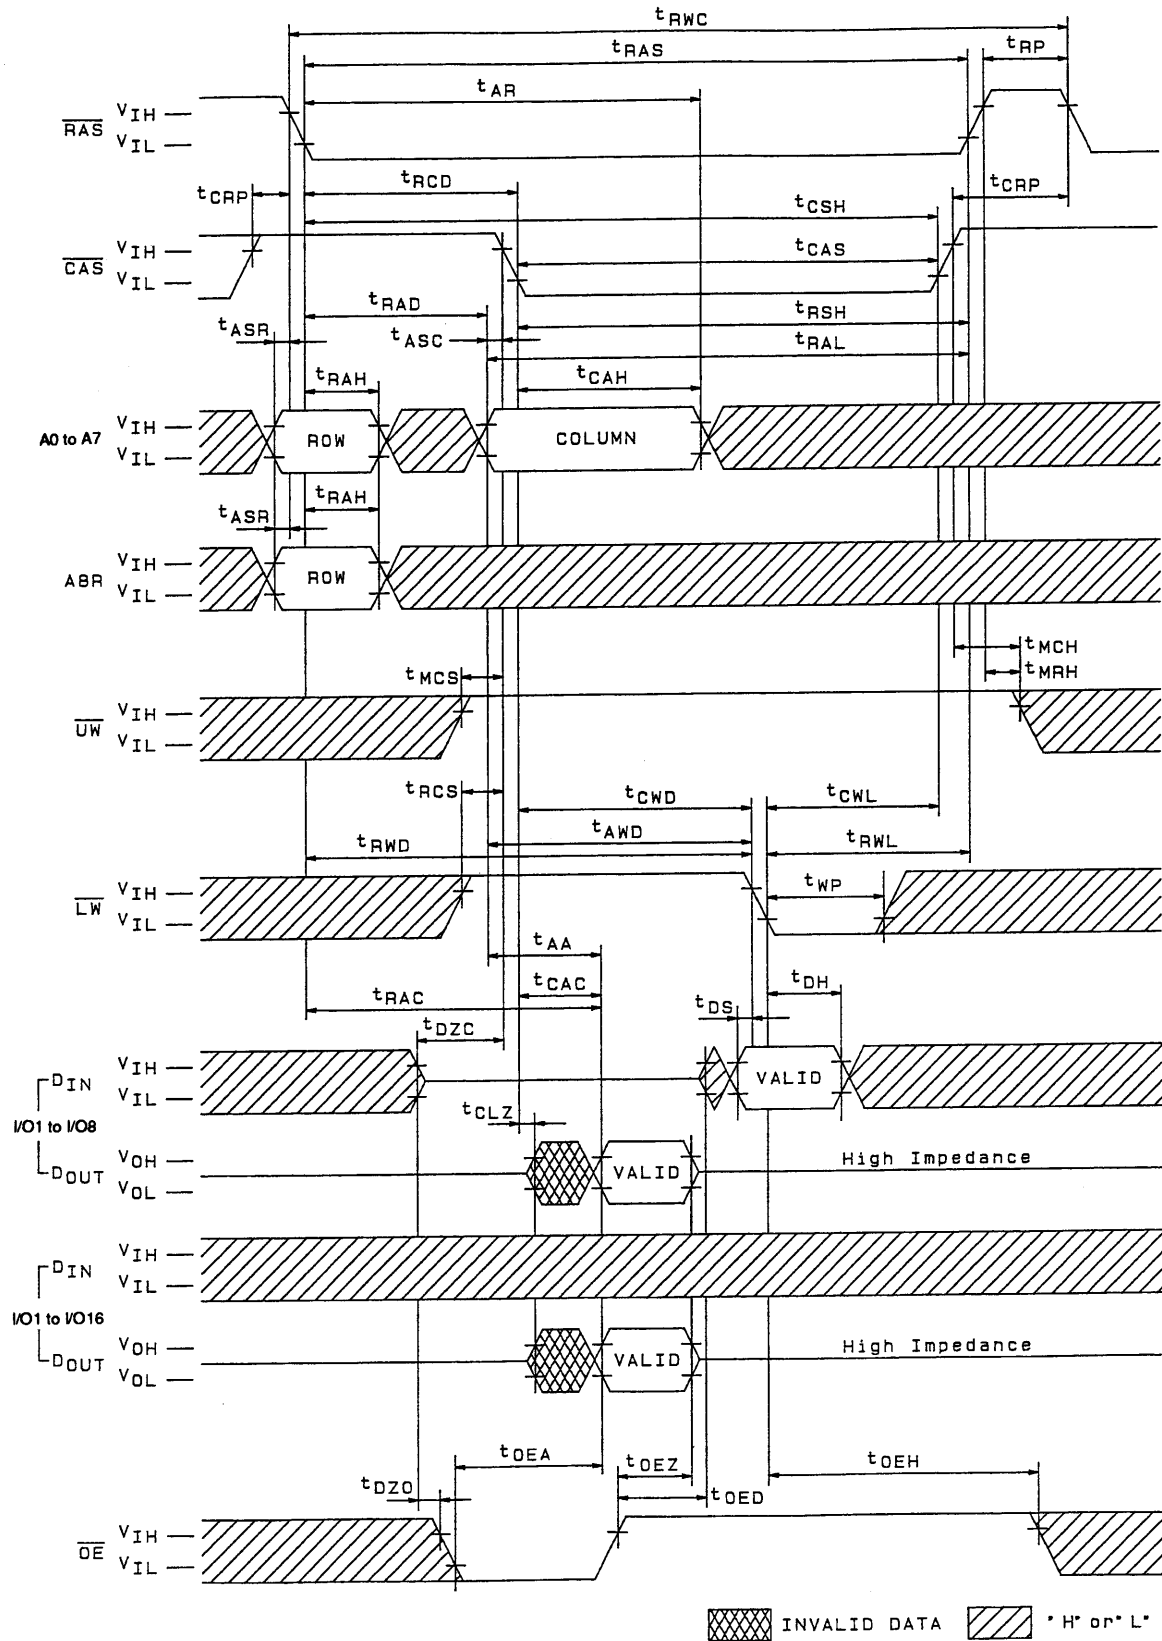 tRWC
tRAS
tRP
tAR
RAS
VIH
VIL
tCRP
tRCD
tCRP
tCSH
CAS
VIH
VIL
tCAS
tRAD
tRSH
tASR
tASC
tRAL
tRAH
tCAH
A0 to A7
VIH
VIL
ROW
COLUMN
tASR
tRAH
A8R
VIH
VIL
ROW
tMCH
tMCS
tMRH
UW
VIH
VIL
tRCS
tCWD
tCWL
tRWD
tAWD
tRWL
LW
VIH
VIL
tWP
tAA
tCAC
tRAC
tDH
tDS
tDZC
DIN
VIH
VIL
VALID
I/O1 to I/O8
tCLZ
DOUT
VOH
VOL
VALID
High Impedance
DIN
VIH
VIL
I/O1 to I/O16
DOUT
VOH
VOL
VALID
High Impedance
tOEA
tOEZ
tOEH
tDZO
tOED
OE
VIH
VIL
INVALID DATA
"H" or "L"